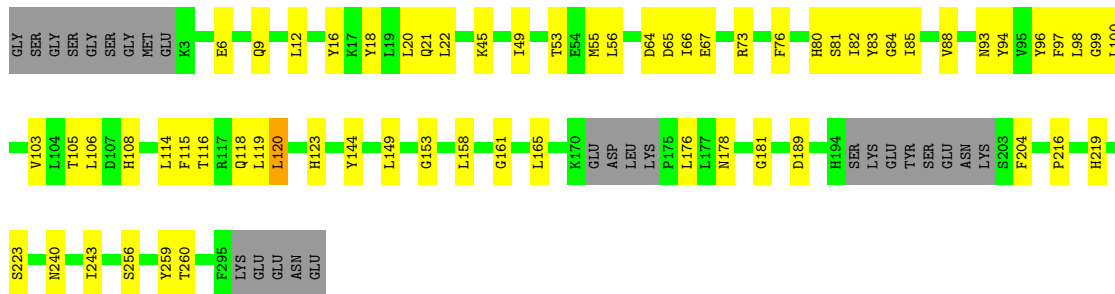 GLY SER GLY SER GLY SER GLY MET GLU K3 E6 Q9 L12 Y16 K17 Y18 L19 L20 Q21 L22 K45 I49 T53 E54 M55 L56 D64 D65 I66 E67 R73 F76 H80 S81 I82 Y83 G84 I85 V88 N93 Y94 V95 Y96 F97 L98 G99 L100
V103 L104 T105 L106 D107 H108 L114 F115 T116 R117 Q118 L119 L120 H123 Y144 L149 G153 L158 G161 L165 K170 GLU ASP LEU LYS P175 L176 L177 N178 G181 D189 H194 SER LYS GLU TYR SER GLU ASN LYS S203 F204 P216 H219
S223 N240 I243 S256 Y259 T260 F295 LYS GLU GLU ASN GLU